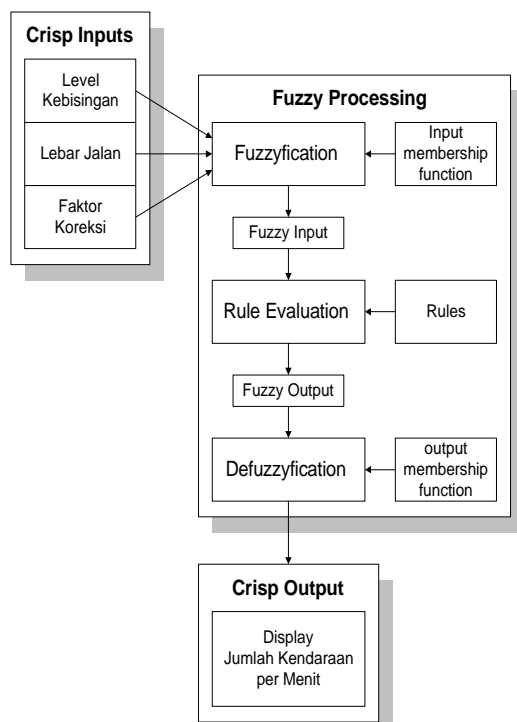 Crisp Inputs
Level
Kebisingan
Lebar Jalan
Faktor
Koreksi
Fuzzy Processing
Fuzzyfication
Input
membership
function
Fuzzy Input
Rule Evaluation
Rules
Fuzzy Output
Defuzzyfication
output
membership
function
Crisp Output
Display
Jumlah Kendaraan
per Menit